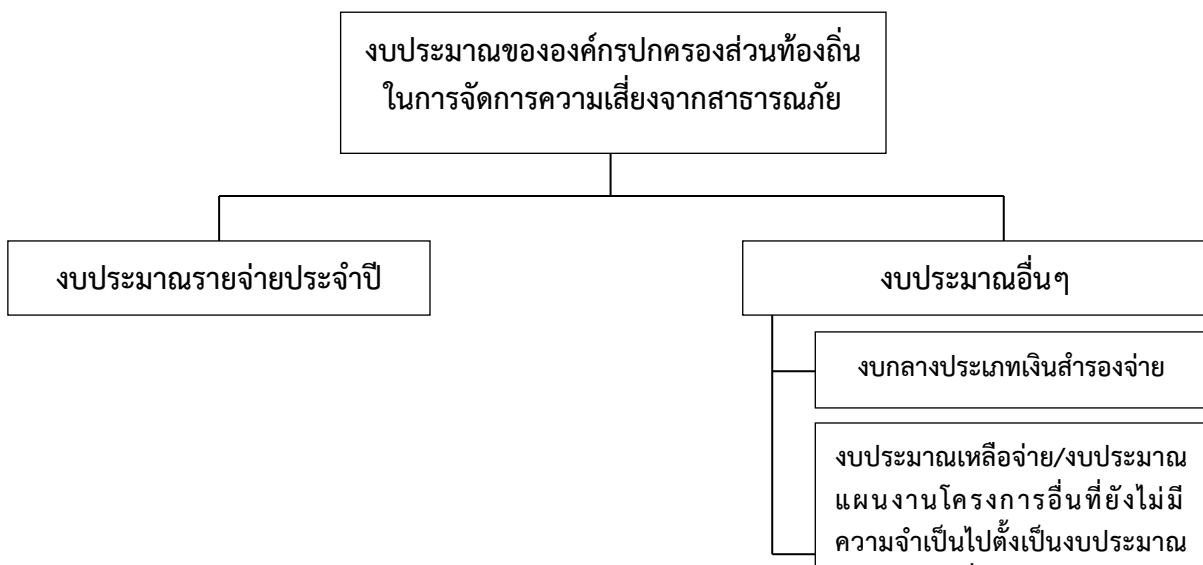 งบประมาณขององค์กรปกครองส่วนท้องถิ่น
ในการจัดการความเสี่ยงจากสาธารณภัย
งบประมาณรายจ่ายประจำปี
งบประมาณอื่นๆ
งบกลางประเภทเงินสำรองจ่าย
งบประมาณเหลือจ่าย/งบประมาณ
แผนงานโครงการอื่นที่ยังไม่มี
ความจำเป็นไปตั้งเป็นงบประมาณ